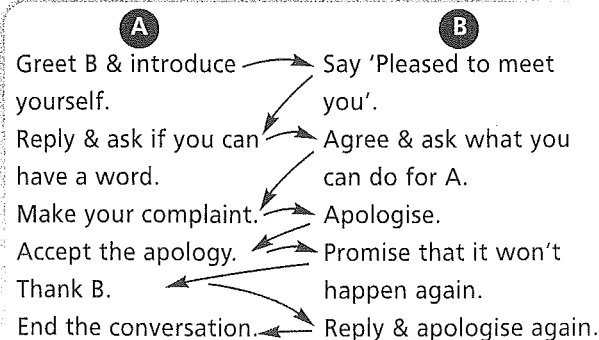 A B
Greet B & introduce Say 'Pleased to meet
yourself. you'.
Reply & ask if you can Agree & ask what you
have a word. can do for A.
Make your complaint. Apologise.
Accept the apology. Promise that it won't
Thank B. happen again.
End the conversation. Reply & apologise again.